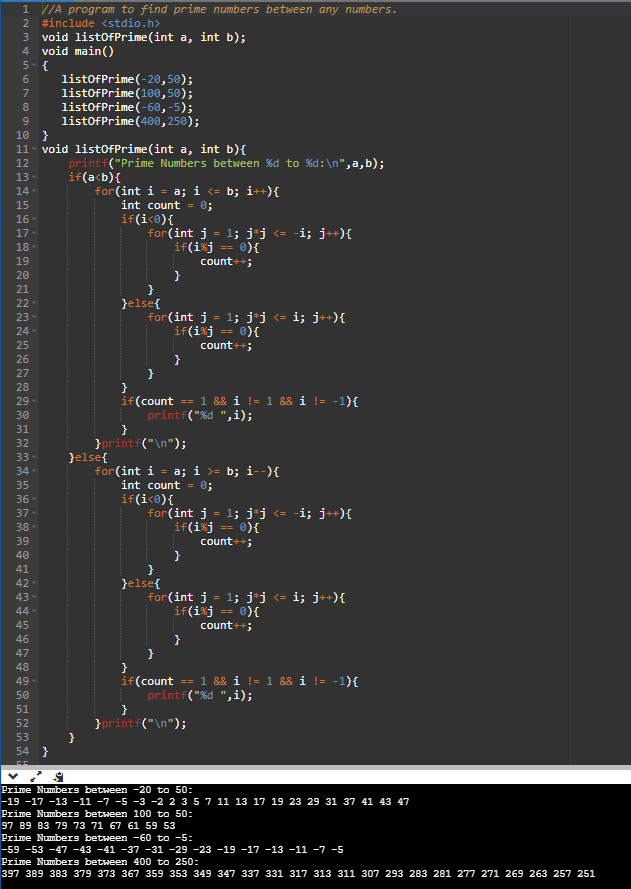 1 //A program to find prime numbers between any numbers.
2 #include <stdio.h>
3 void listOfPrime(int a, int b);
4 void main()
5 {
6 listOfPrime(-20,50);
7 listOfPrime(100,50);
8 listOfPrime(-60,-5);
9 listOfPrime(400,250);
10 }
11 void listOfPrime(int a, int b){
12 printf("Prime Numbers between %d to %d:\n",a,b);
13 if(a<b){
14 for(int i = a; i <= b; i++){
15 int count = 0;
16 if(i<0){
17 for(int j = 1; j*j <= -i; j++){
18 if(i%j == 0){
19 count++;
20 }
21 }
22 }else{
23 for(int j = 1; j*j <= i; j++){
24 if(i%j == 0){
25 count++;
26 }
27 }
28 }
29 if(count == 1 && i != 1 && i != -1){
30 printf("%d ",i);
31 }
32 }printf("\n");
33 }else{
34 for(int i = a; i >= b; i--){
35 int count = 0;
36 if(i<0){
37 for(int j = 1; j*j <= -i; j++){
38 if(i%j == 0){
39 count++;
40 }
41 }
42 }else{
43 for(int j = 1; j*j <= i; j++){
44 if(i%j == 0){
45 count++;
46 }
47 }
48 }
49 if(count == 1 && i != 1 && i != -1){
50 printf("%d ",i);
51 }
52 }printf("\n");
53 }
54 }
55
Prime Numbers between -20 to 50:
-19 -17 -13 -11 -7 -5 -3 -2 2 3 5 7 11 13 17 19 23 29 31 37 41 43 47
Prime Numbers between 100 to 50:
97 89 83 79 73 71 67 61 59 53
Prime Numbers between -60 to -5:
-59 -53 -47 -43 -41 -37 -31 -29 -23 -19 -17 -13 -11 -7 -5
Prime Numbers between 400 to 250:
397 389 383 379 373 367 359 353 349 347 337 331 317 313 311 307 293 283 281 277 271 269 263 257 251